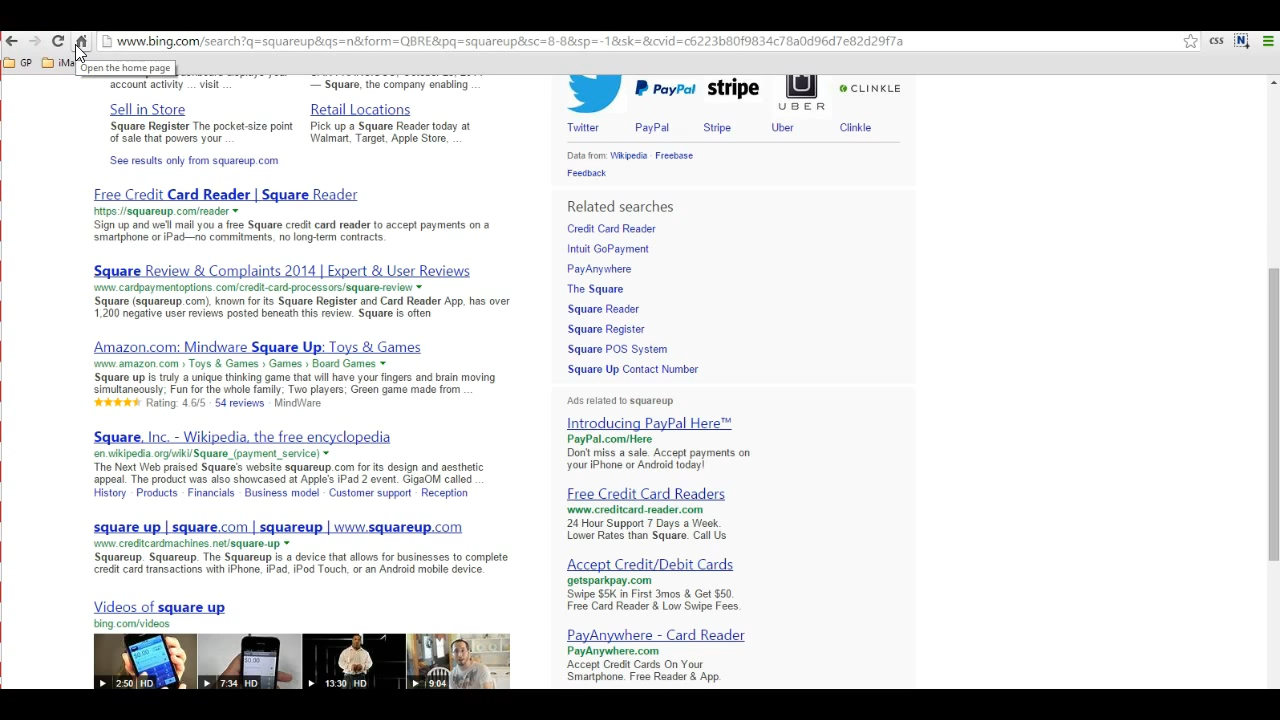 www.bing.com/search?q=squareup&qs=n&form=QBRE&pq=squareup&sc=8-8&sp=-1&sk=&cvid=c6223b80f9834c78a0d96d7e82d29f7a
CSS
N
GP
iMa
Open the home page
account activity ... visit ...
— Square, the company enabling ...
Sell in Store
Square Register The pocket-size point
of sale that powers your ...
Retail Locations
Pick up a Square Reader today at
Walmart, Target, Apple Store, ...
See results only from squareup.com
Free Credit Card Reader | Square Reader
https://squareup.com/reader
Sign up and we'll mail you a free Square credit card reader to accept payments on a
smartphone or iPad—no commitments, no long-term contracts.
Square Review & Complaints 2014 | Expert & User Reviews
www.cardpaymentoptions.com/credit-card-processors/square-review
Square (squareup.com), known for its Square Register and Card Reader App, has over
1,200 negative user reviews posted beneath this review. Square is often
Amazon.com: Mindware Square Up: Toys & Games
www.amazon.com › Toys & Games › Games › Board Games
Square up is truly a unique thinking game that will have your fingers and brain moving
simultaneously; Fun for the whole family; Two players; Green game made from ...
Rating: 4.6/5 · 54 reviews · MindWare
Square, Inc. - Wikipedia, the free encyclopedia
en.wikipedia.org/wiki/Square_(payment_service)
The Next Web praised Square's website squareup.com for its design and aesthetic
appeal. The product was also showcased at Apple's iPad 2 event. GigaOM called ...
History · Products · Financials · Business model · Customer support · Reception
square up | square.com | squareup | www.squareup.com
www.creditcardmachines.net/square-up
Squareup. Squareup. The Squareup is a device that allows for businesses to complete
credit card transactions with iPhone, iPad, iPod Touch, or an Android mobile device.
Videos of square up
bing.com/videos
2:50 HD
7:34 HD
13:30 HD
9:04
PayPal
stripe
UBER
CLINKLE
Twitter
PayPal
Stripe
Uber
Clinkle
Data from: Wikipedia · Freebase
Feedback
Related searches
Credit Card Reader
Intuit GoPayment
PayAnywhere
The Square
Square Reader
Square Register
Square POS System
Square Up Contact Number
Ads related to squareup
Introducing PayPal Here™
PayPal.com/Here
Don't miss a sale. Accept payments on
your iPhone or Android today!
Free Credit Card Readers
www.creditcard-reader.com
24 Hour Support 7 Days a Week.
Lower Rates than Square. Call Us
Accept Credit/Debit Cards
getsparkpay.com
Swipe $5K in First 3mos & Get $50.
Free Card Reader & Low Swipe Fees.
PayAnywhere - Card Reader
PayAnywhere.com
Accept Credit Cards On Your
Smartphone. Free Reader & App.